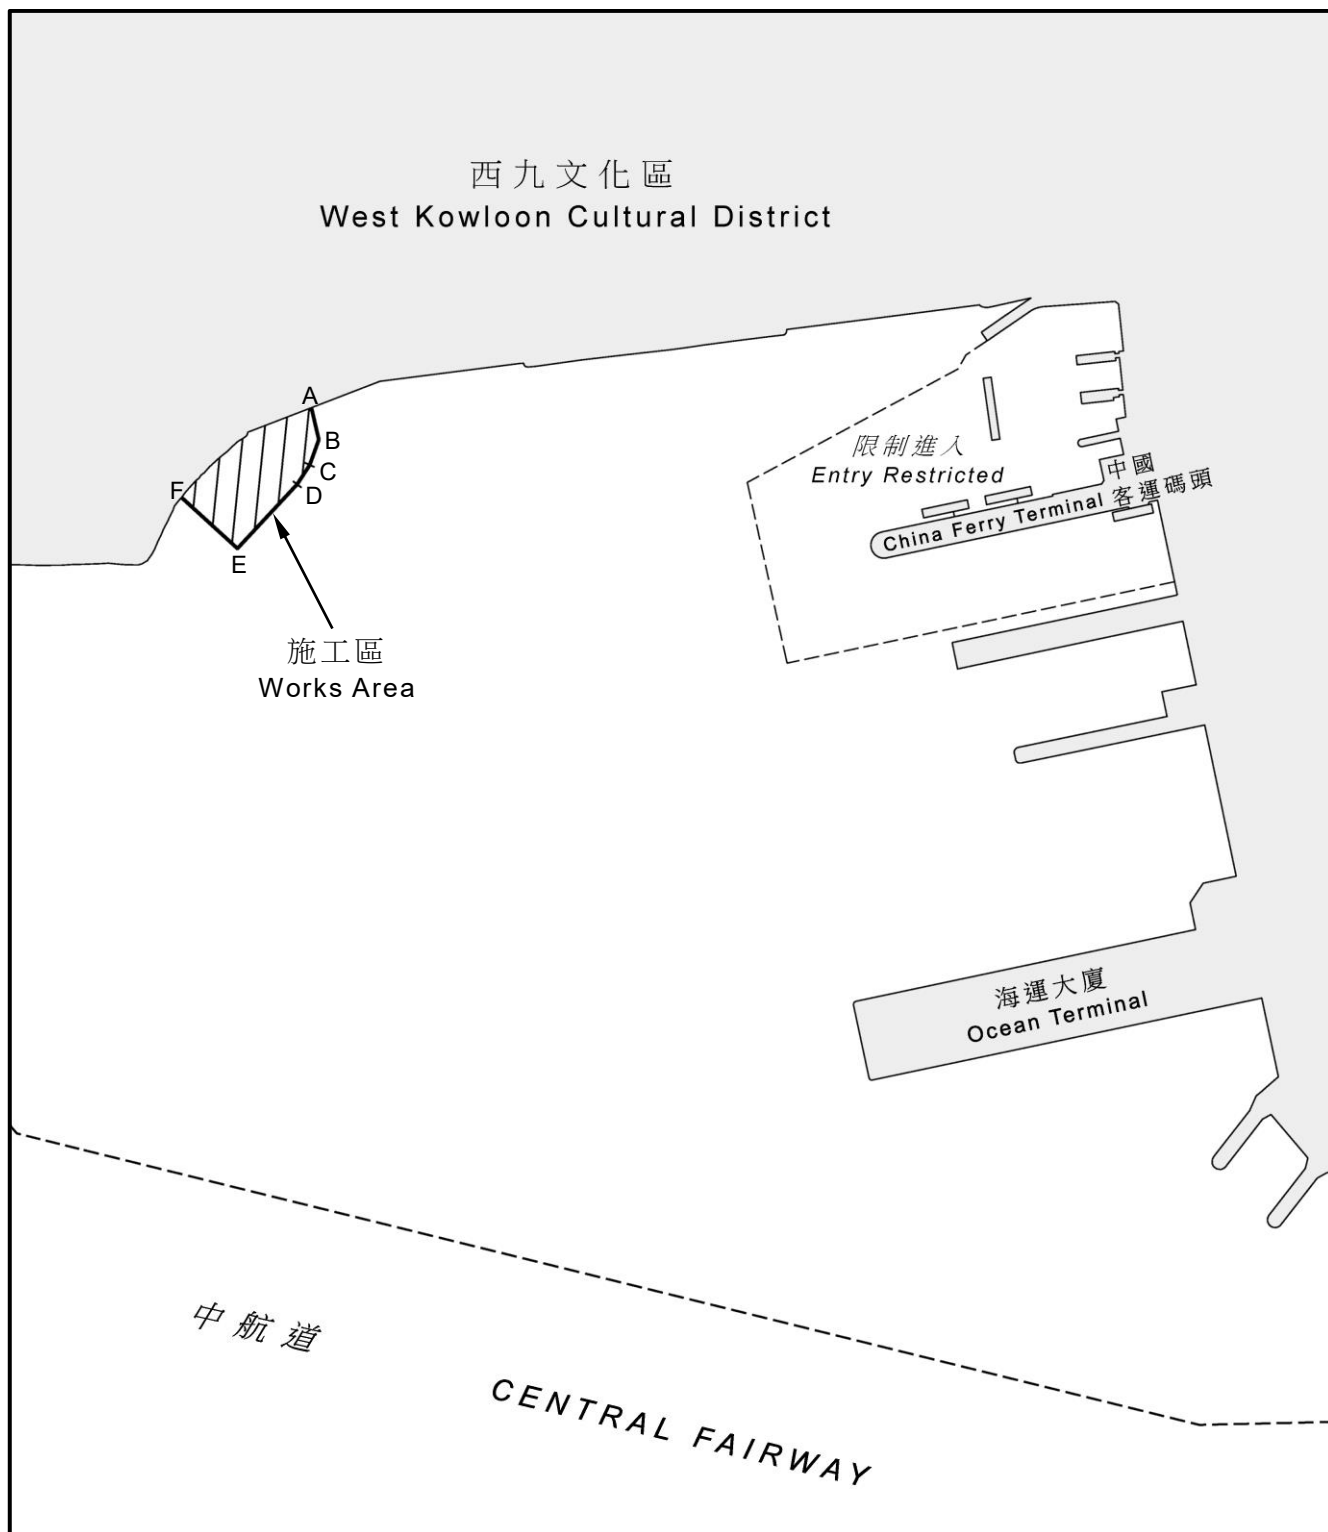 西九文化區
West Kowloon Cultural District
A
B
C
D
F
E
施工區
Works Area
限制進入
Entry Restricted
中國
客運碼頭
China Ferry Terminal
海運大廈
Ocean Terminal
中航道
CENTRAL FAIRWAY